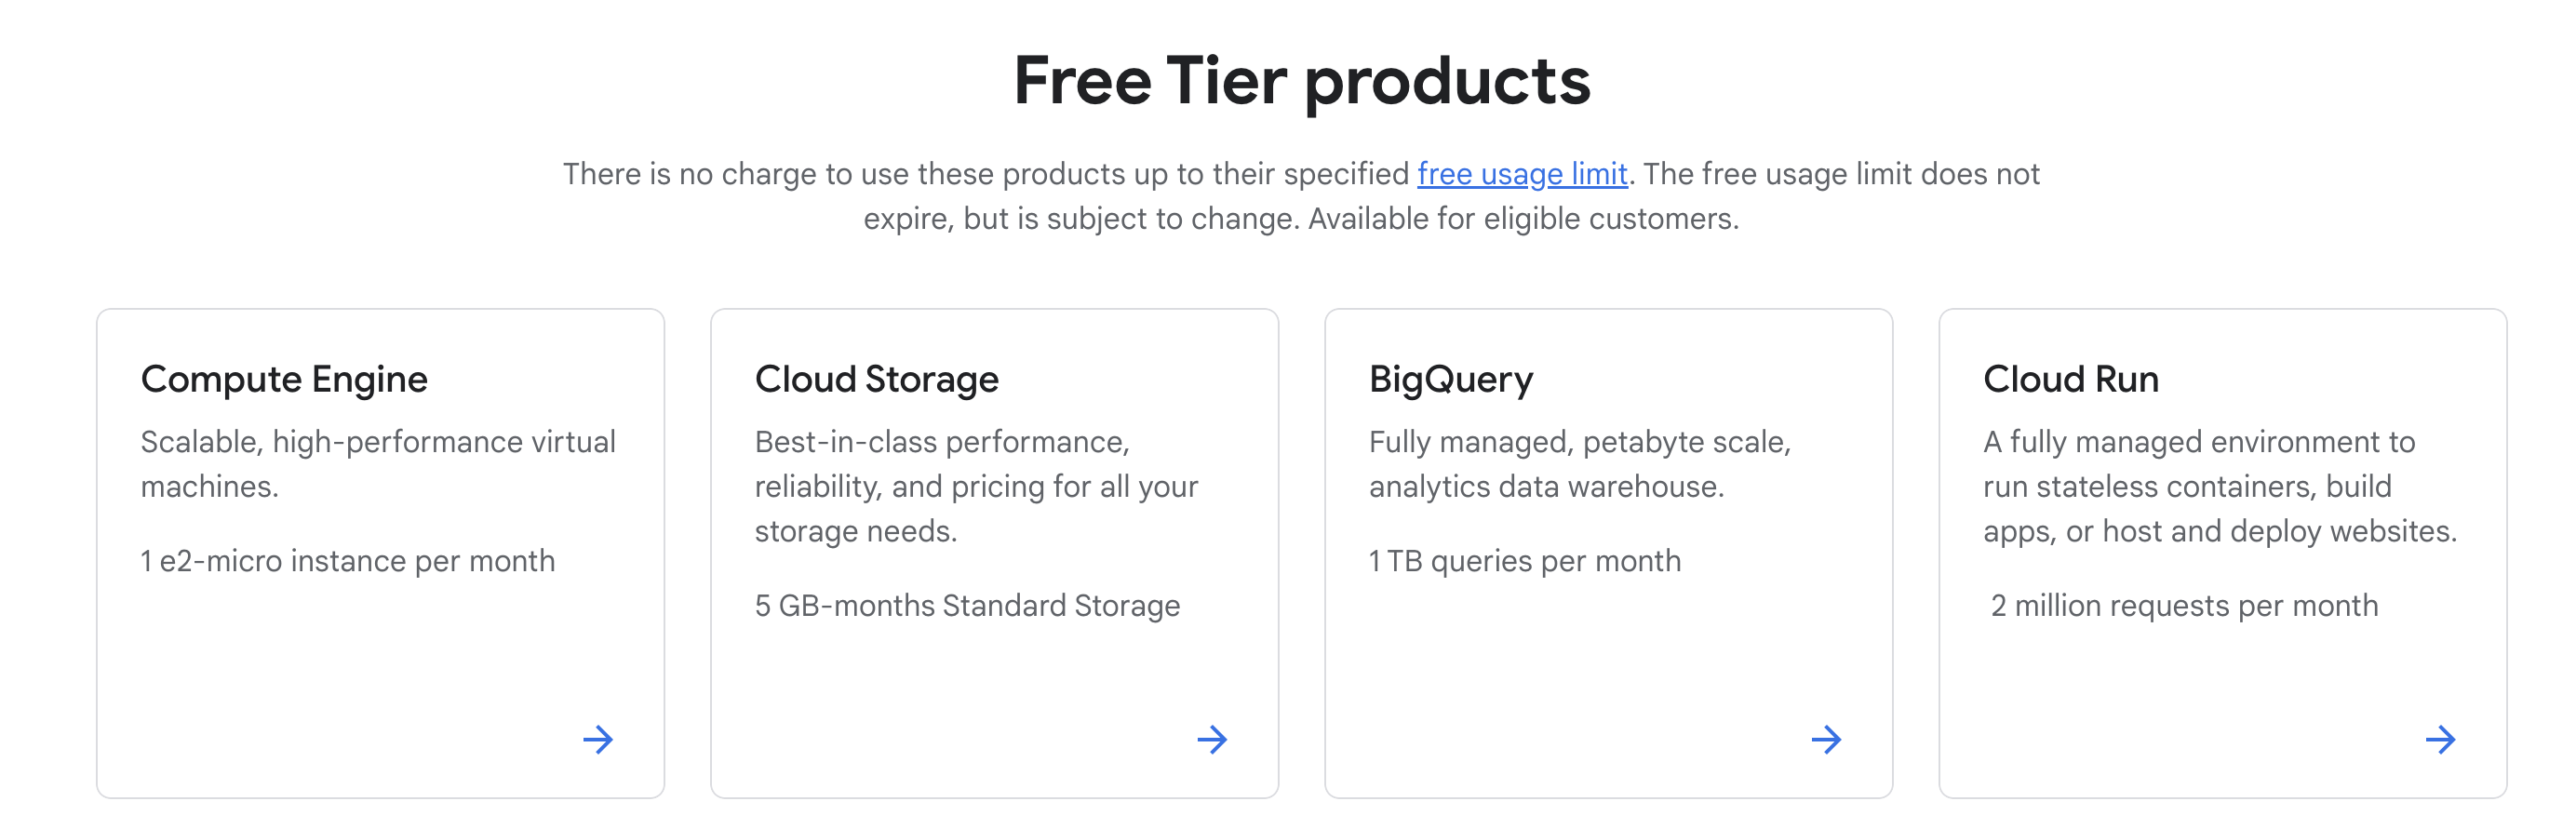 Free Tier products
There is no charge to use these products up to their specified free usage limit. The free usage limit does not
expire, but is subject to change. Available for eligible customers.
Compute Engine
Scalable, high-performance virtual
machines.
1 e2-micro instance per month
Cloud Storage
Best-in-class performance,
reliability, and pricing for all your
storage needs.
5 GB-months Standard Storage
BigQuery
Fully managed, petabyte scale,
analytics data warehouse.
1 TB queries per month
Cloud Run
A fully managed environment to
run stateless containers, build
apps, or host and deploy websites.
2 million requests per month